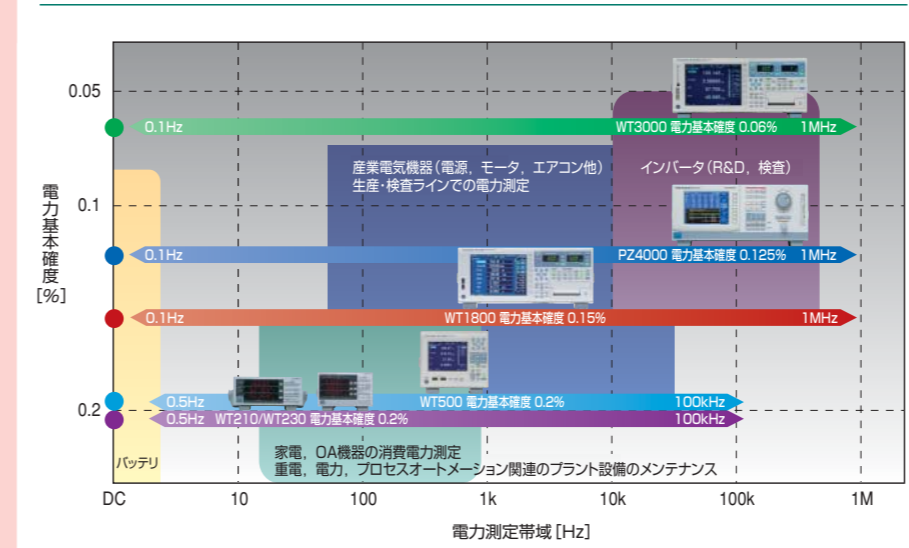 0.05
0.1Hz
WT3000 電力基本確度 0.06%
1MHz
産業電気機器(電源，モータ，エアコン他)
生産・検査ラインでの電力測定
インバータ(R&D，検査)
電力基本確度
[%]
0.1
0.1Hz
PZ4000 電力基本確度 0.125%
1MHz
0.1Hz
WT1800 電力基本確度 0.15%
1MHz
0.5Hz
WT500 電力基本確度 0.2%
100kHz
0.2
0.5Hz
WT210/WT230 電力基本確度 0.2%
100kHz
バッテリ
家電，OA機器の消費電力測定
重電，電力，プロセスオートメーション関連のプラント設備のメンテナンス
DC
10
100
1k
10k
100k
1M
電力測定帯域 [Hz]